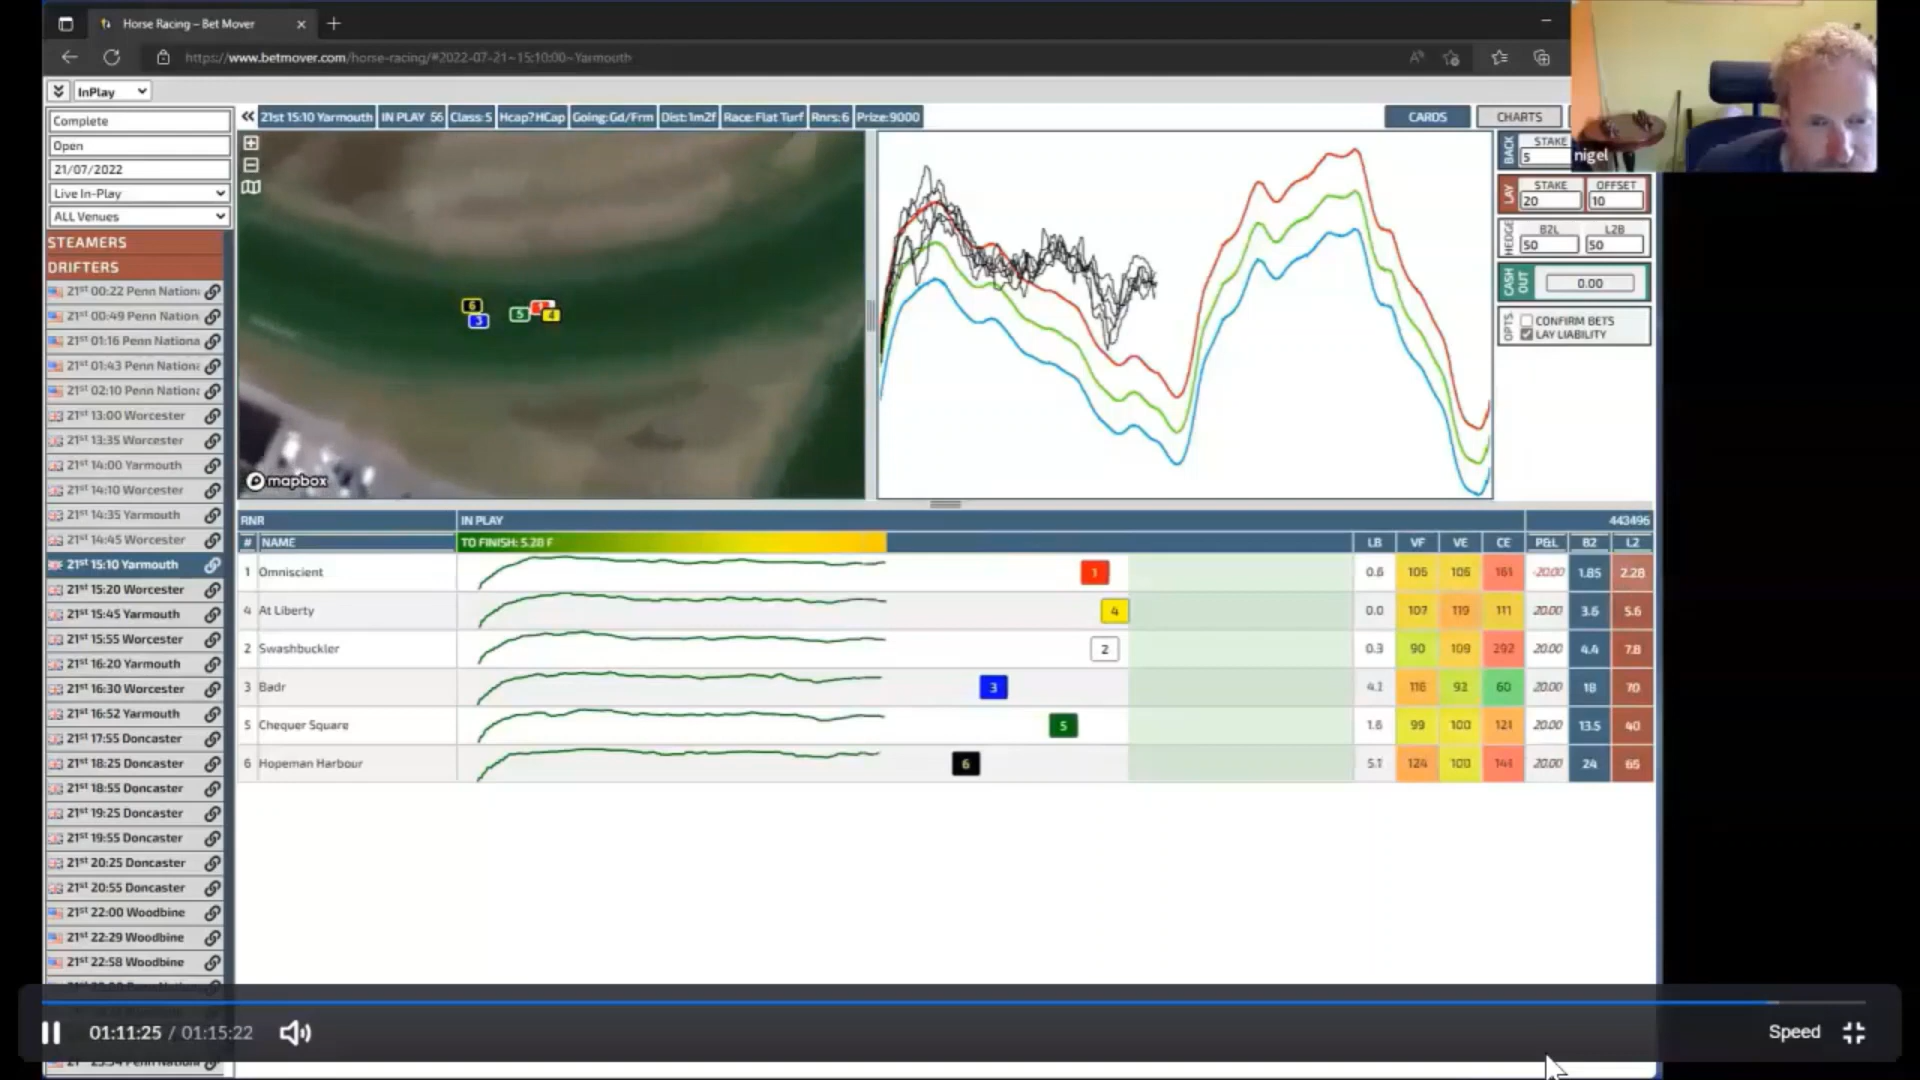 Horse Racing – Bet Mover
https://www.betmover.com/horse-racing/#2022-07-21~15:10:00~Yarmouth
nigel
InPlay
Complete
Open
21/07/2022
Live In-Play
ALL Venues
STEAMERS
DRIFTERS
21st 00:22 Penn Nation
21st 00:49 Penn Nation
21st 01:16 Penn Nationa
21st 01:43 Penn Nation
21st 02:10 Penn Nation
21st 13:00 Worcester
21st 13:35 Worcester
21st 14:00 Yarmouth
21st 14:10 Worcester
21st 14:35 Yarmouth
21st 14:45 Worcester
21st 15:10 Yarmouth
21st 15:20 Worcester
21st 15:45 Yarmouth
21st 15:55 Worcester
21st 16:20 Yarmouth
21st 16:30 Worcester
21st 16:52 Yarmouth
21st 17:55 Doncaster
21st 18:25 Doncaster
21st 18:55 Doncaster
21st 19:25 Doncaster
21st 19:55 Doncaster
21st 20:25 Doncaster
21st 20:55 Doncaster
21st 22:00 Woodbine
21st 22:29 Woodbine
21st 22:58 Woodbine
21st 15:10 Yarmouth IN PLAY 56 Class:5 Hcap?HCap Going:Gd/Frm Dist:1m2f Race:Flat Turf Rnrs:6 Prize:9000
CARDS CHARTS
6 3 5 4
mapbox
BACK STAKE
5
LAY STAKE OFFSET
20 10
HEDGE B2L L2B
50 50
CASH OUT 0.00
OPTS CONFIRM BETS
LAY LIABILITY
RNR IN PLAY 443496
# NAME TO FINISH: 5.28 F LB VF VE CE P&L B2 L2
1 Omniscient 1 0.6 105 106 161 -20.00 1.85 2.28
4 At Liberty 4 0.0 107 119 111 20.00 3.6 5.6
2 Swashbuckler 2 0.3 90 109 292 20.00 4.4 7.8
3 Badr 3 4.1 116 92 60 20.00 18 70
5 Chequer Square 5 1.6 99 100 121 20.00 13.5 40
6 Hopeman Harbour 6 5.1 124 100 141 20.00 24 65
01:11:25 / 01:15:22
Speed